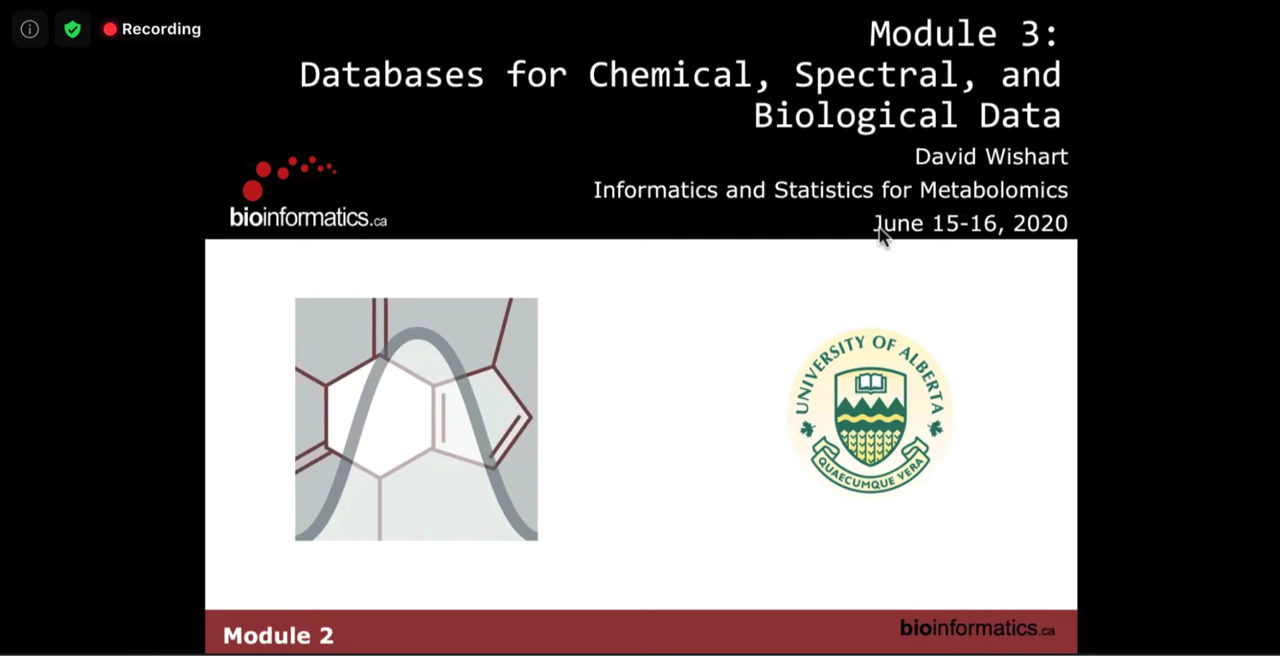 Recording
Module 3:
Databases for Chemical, Spectral, and
Biological Data
David Wishart
Informatics and Statistics for Metabolomics
June 15-16, 2020
bioinformatics.ca
UNIVERSITY OF ALBERTA
QUAECUMQUE VERA
Module 2
bioinformatics.ca